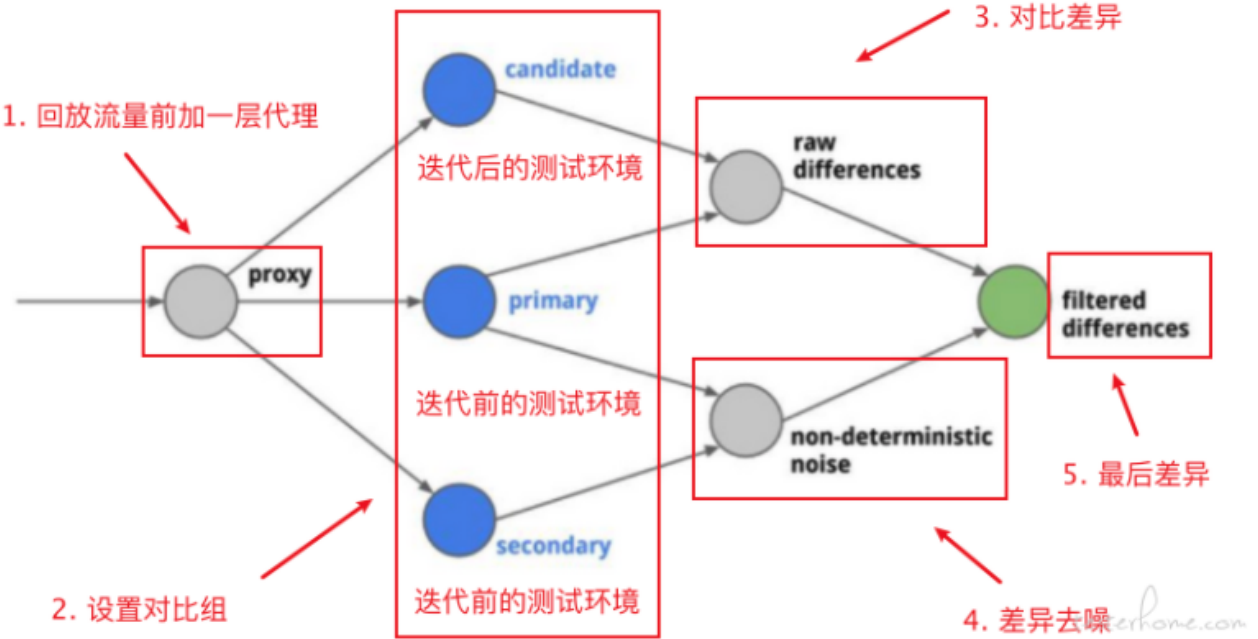 3. 对比差异
candidate
1. 回放流量前加一层代理
raw
differences
迭代后的测试环境
proxy
primary
filtered
differences
迭代前的测试环境
non-deterministic
noise
5. 最后差异
secondary
2. 设置对比组
迭代前的测试环境
4. 差异去噪